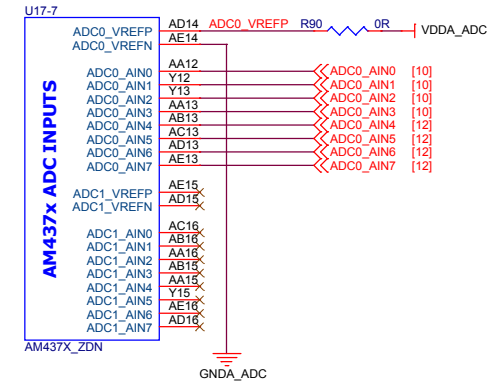 U17-7
ADC0_VREFP AD14 ADC0_VREFP R90 0R VDDA_ADC
ADC0_VREFN AE14
ADC0_AIN0 AA12 ADC0_AIN0 [10]
ADC0_AIN1 Y12 ADC0_AIN1 [10]
ADC0_AIN2 Y13 ADC0_AIN2 [10]
ADC0_AIN3 AA13 ADC0_AIN3 [10]
ADC0_AIN4 AB13 ADC0_AIN4 [12]
ADC0_AIN5 AC13 ADC0_AIN5 [12]
ADC0_AIN6 AD13 ADC0_AIN6 [12]
ADC0_AIN7 AE13 ADC0_AIN7 [12]
AM437x ADC INPUTS
ADC1_VREFP AE15
ADC1_VREFN AD15
ADC1_AIN0 AC16
ADC1_AIN1 AB16
ADC1_AIN2 AA16
ADC1_AIN3 AB15
ADC1_AIN4 AA15
ADC1_AIN5 Y15
ADC1_AIN6 AE16
ADC1_AIN7 AD16
AM437X_ZDN
GNDA_ADC